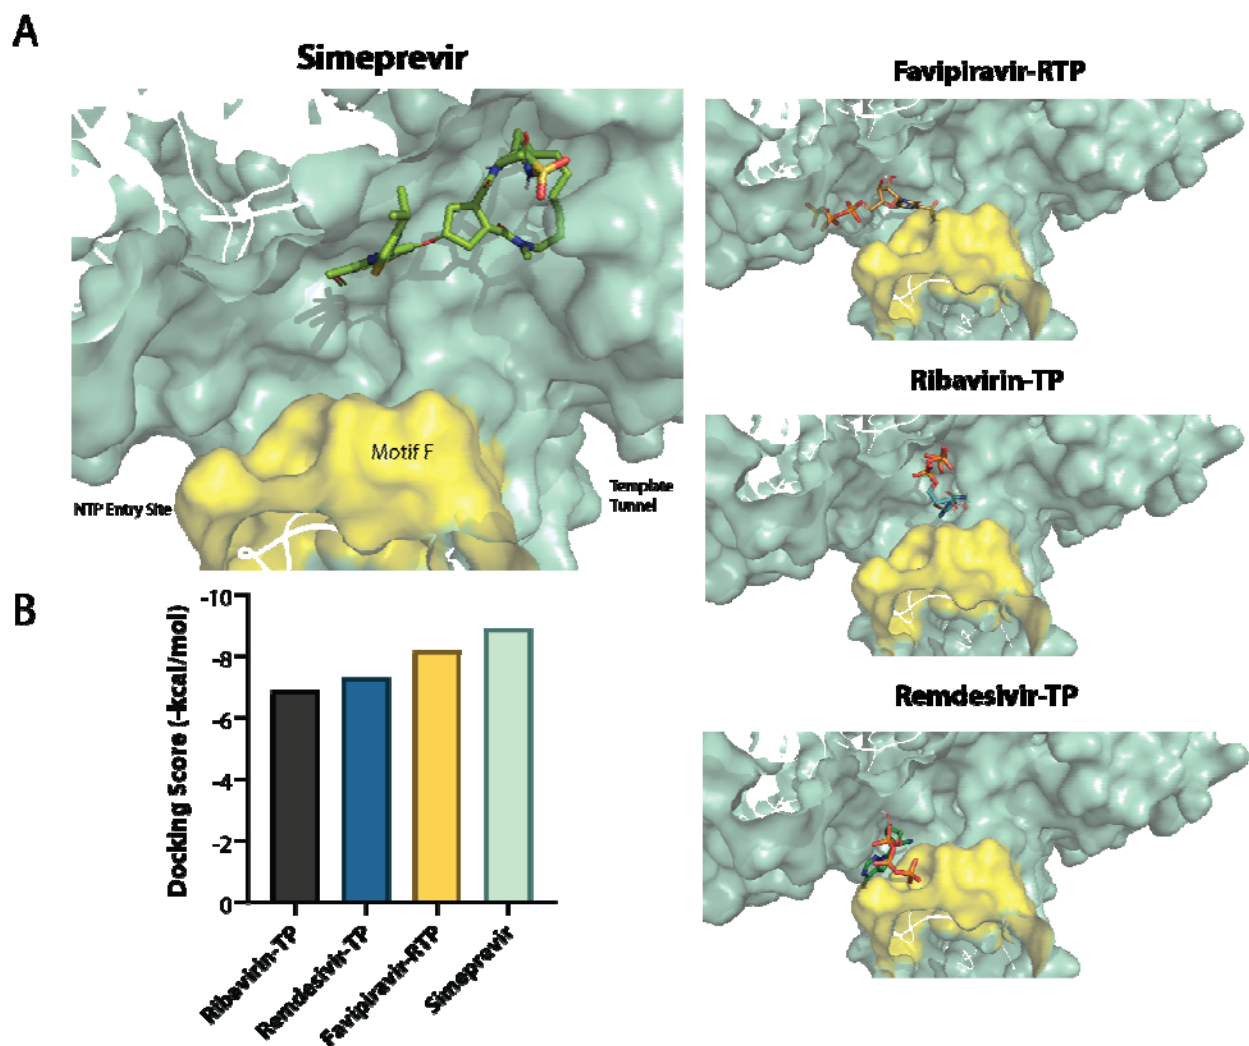 A
Simeprevir
Favipiravir-RTP
Motif F
NTP Entry Site
Template
Tunnel
Ribavirin-TP
Remdesivir-TP
B
Docking Score (-kcal/mol)
-10
-8
-6
-4
-2
0
Ribavirin-TP
Remdesivir-TP
Favipiravir-RTP
Simeprevir